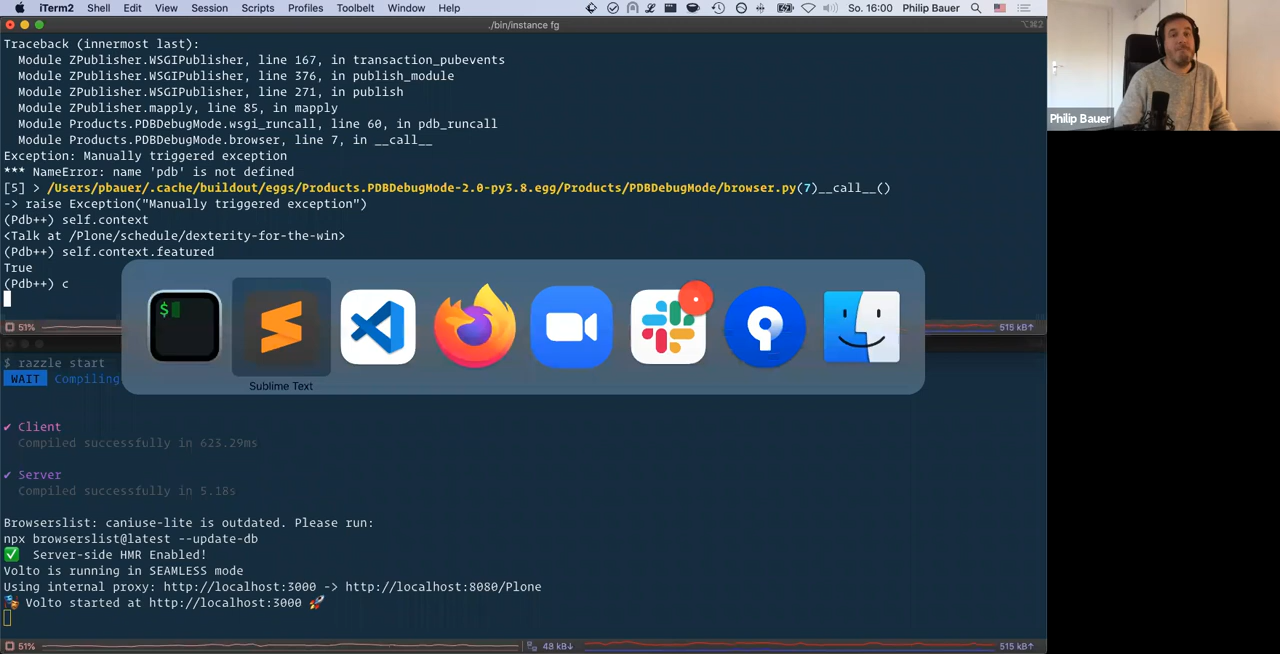 iTerm2 Shell Edit View Session Scripts Profiles Toolbelt Window Help So. 16:00 Philip Bauer
./bin/instance fg ⌥⌘2
Traceback (innermost last):
Module ZPublisher.WSGIPublisher, line 167, in transaction_pubevents
Module ZPublisher.WSGIPublisher, line 376, in publish_module
Module ZPublisher.WSGIPublisher, line 271, in publish
Module ZPublisher.mapply, line 85, in mapply
Module Products.PDBDebugMode.wsgi_runcall, line 60, in pdb_runcall
Module Products.PDBDebugMode.browser, line 7, in __call__
Exception: Manually triggered exception
*** NameError: name 'pdb' is not defined
[5] > /Users/pbauer/.cache/buildout/eggs/Products.PDBDebugMode-2.0-py3.8.egg/Products/PDBDebugMode/browser.py(7)__call__()
-> raise Exception("Manually triggered exception")
(Pdb++) self.context
<Talk at /Plone/schedule/dexterity-for-the-win>
(Pdb++) self.context.featured
True
(Pdb++) c
51% 515 kB↑
$ razzle start
WAIT Compiling
$
Sublime Text
✔ Client
Compiled successfully in 623.29ms
✔ Server
Compiled successfully in 5.18s
Browserslist: caniuse-lite is outdated. Please run:
npx browserslist@latest --update-db
✅ Server-side HMR Enabled!
Volto is running in SEAMLESS mode
Using internal proxy: http://localhost:3000 -> http://localhost:8080/Plone
🎭 Volto started at http://localhost:3000 🚀
51% 48 kB↓ 515 kB↑
Philip Bauer